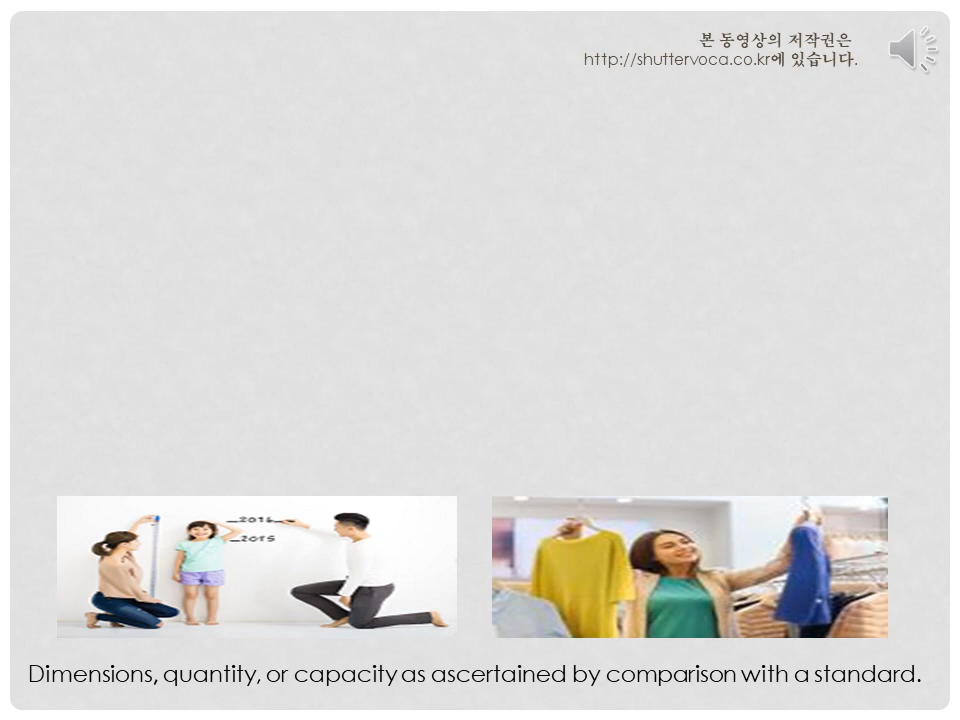 본 동영상의 저작권은
http://shuttervoca.co.kr에 있습니다.
2016
2015
Dimensions, quantity, or capacity as ascertained by comparison with a standard.